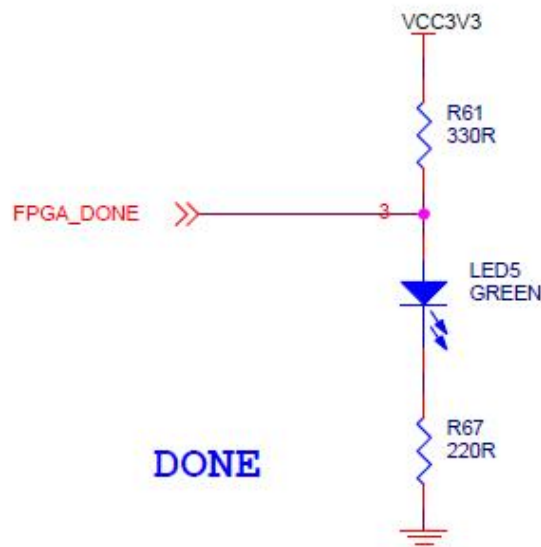 VCC3V3
R61
330R
FPGA_DONE
3
LED5
GREEN
R67
220R
DONE